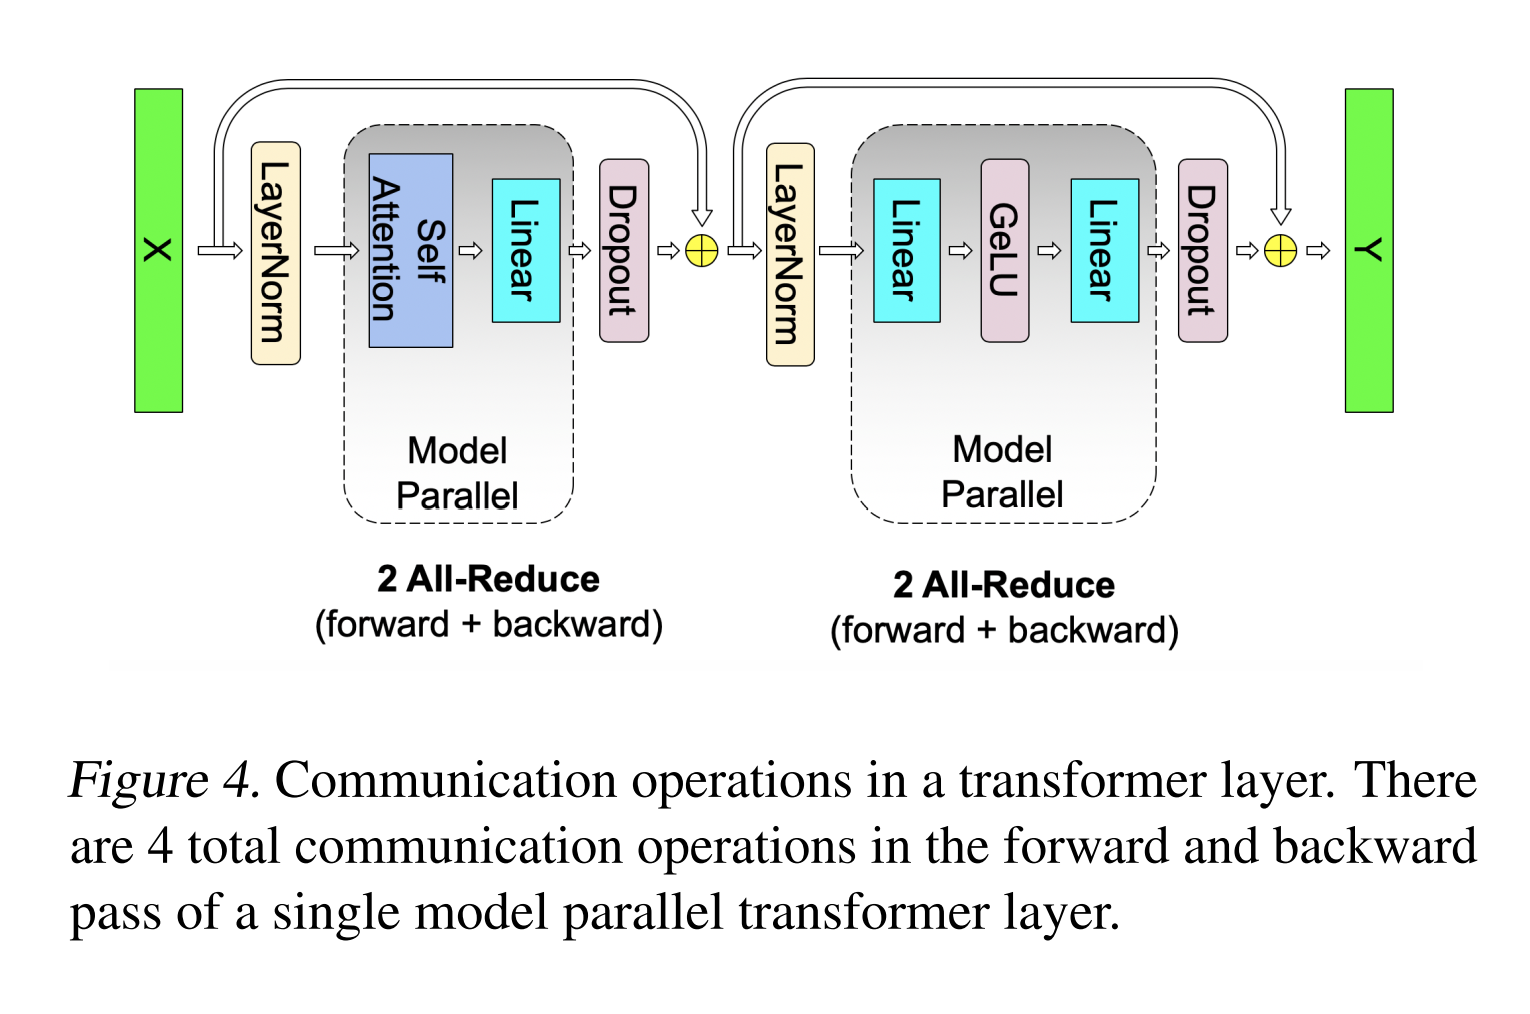 X
LayerNorm
Self
Attention
Linear
Dropout
LayerNorm
Linear
GeLU
Linear
Dropout
Y
Model
Parallel
Model
Parallel
2 All-Reduce
(forward + backward)
2 All-Reduce
(forward + backward)
Figure 4. Communication operations in a transformer layer. There
are 4 total communication operations in the forward and backward
pass of a single model parallel transformer layer.